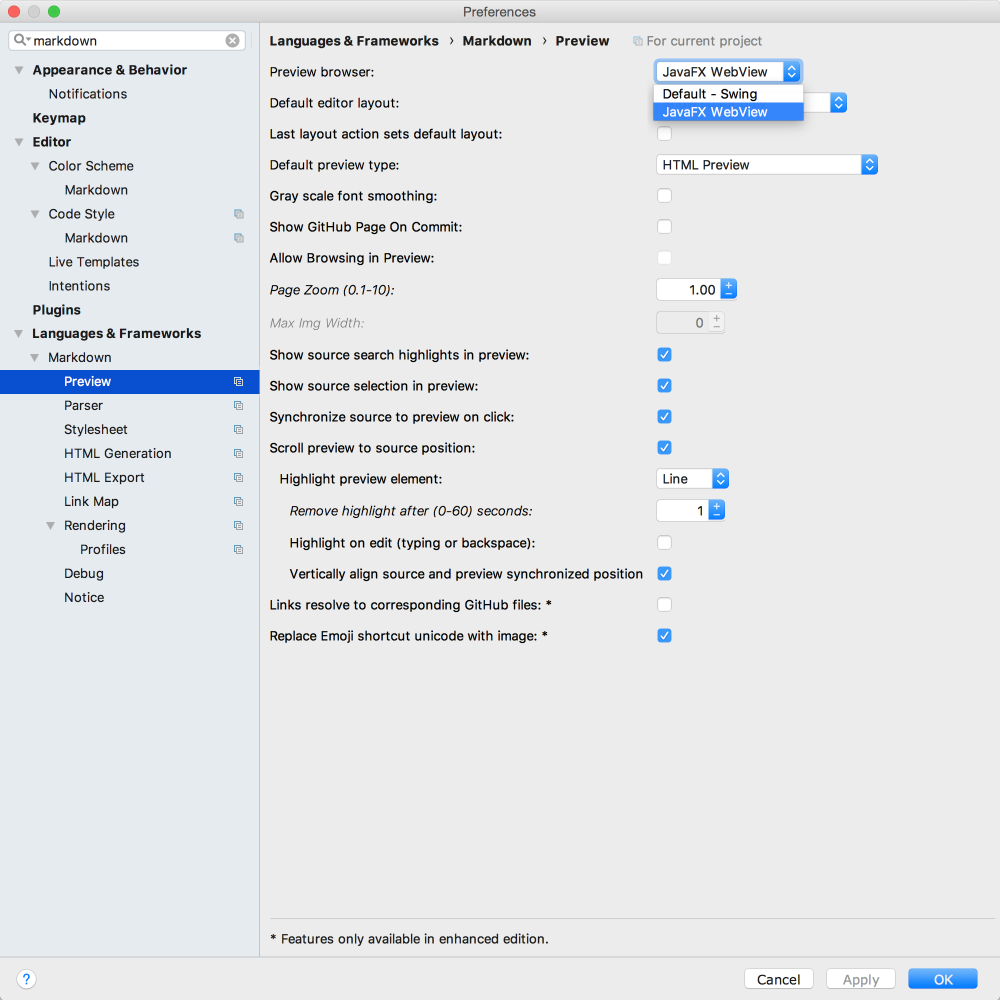 Preferences
markdown
Appearance & Behavior
Notifications
Keymap
Editor
Color Scheme
Markdown
Code Style
Markdown
Live Templates
Intentions
Plugins
Languages & Frameworks
Markdown
Preview
Parser
Stylesheet
HTML Generation
HTML Export
Link Map
Rendering
Profiles
Debug
Notice
Languages & Frameworks › Markdown › Preview For current project
Preview browser: JavaFX WebView
Default - Swing
JavaFX WebView
Default editor layout:
Last layout action sets default layout:
Default preview type: HTML Preview
Gray scale font smoothing:
Show GitHub Page On Commit:
Allow Browsing in Preview:
Page Zoom (0.1-10): 1.00
Max Img Width: 0
Show source search highlights in preview:
Show source selection in preview:
Synchronize source to preview on click:
Scroll preview to source position:
Highlight preview element: Line
Remove highlight after (0-60) seconds: 1
Highlight on edit (typing or backspace):
Vertically align source and preview synchronized position
Links resolve to corresponding GitHub files: *
Replace Emoji shortcut unicode with image: *
* Features only available in enhanced edition.
? Cancel Apply OK